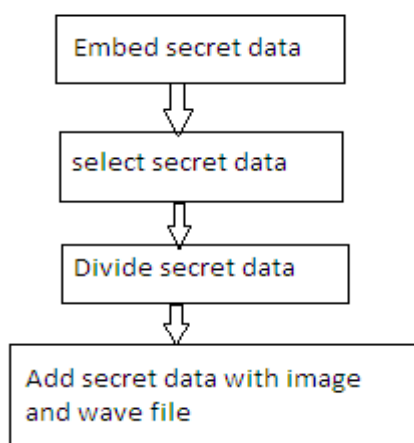 Embed secret data
select secret data
Divide secret data
Add secret data with image
and wave file